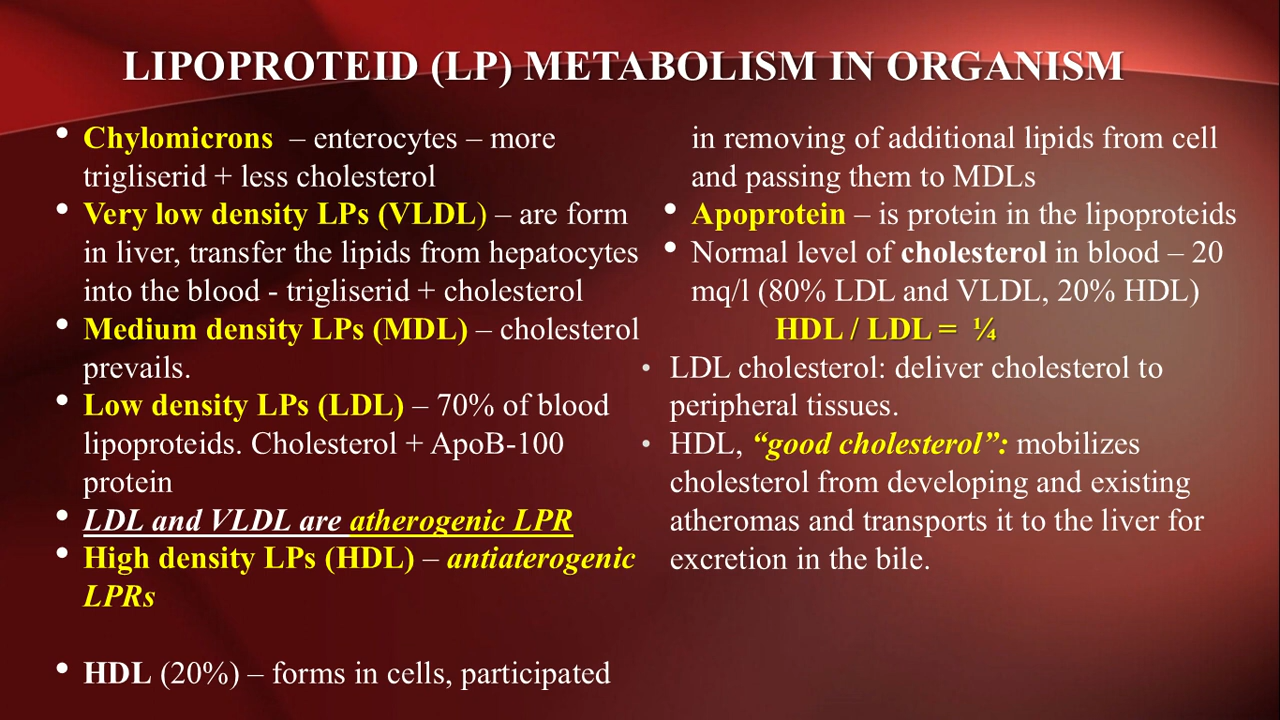 LIPOPROTEID (LP) METABOLISM IN ORGANISM
• Chylomicrons – enterocytes – more
trigliserid + less cholesterol
• Very low density LPs (VLDL) – are form
in liver, transfer the lipids from hepatocytes
into the blood - trigliserid + cholesterol
• Medium density LPs (MDL) – cholesterol
prevails.
• Low density LPs (LDL) – 70% of blood
lipoproteids. Cholesterol + ApoB-100
protein
• LDL and VLDL are atherogenic LPR
• High density LPs (HDL) – antiaterogenic
LPRs
• HDL (20%) – forms in cells, participated
in removing of additional lipids from cell
and passing them to MDLs
• Apoprotein – is protein in the lipoproteids
• Normal level of cholesterol in blood – 20
mq/l (80% LDL and VLDL, 20% HDL)
HDL / LDL = ¼
• LDL cholesterol: deliver cholesterol to
peripheral tissues.
• HDL, “good cholesterol”: mobilizes
cholesterol from developing and existing
atheromas and transports it to the liver for
excretion in the bile.